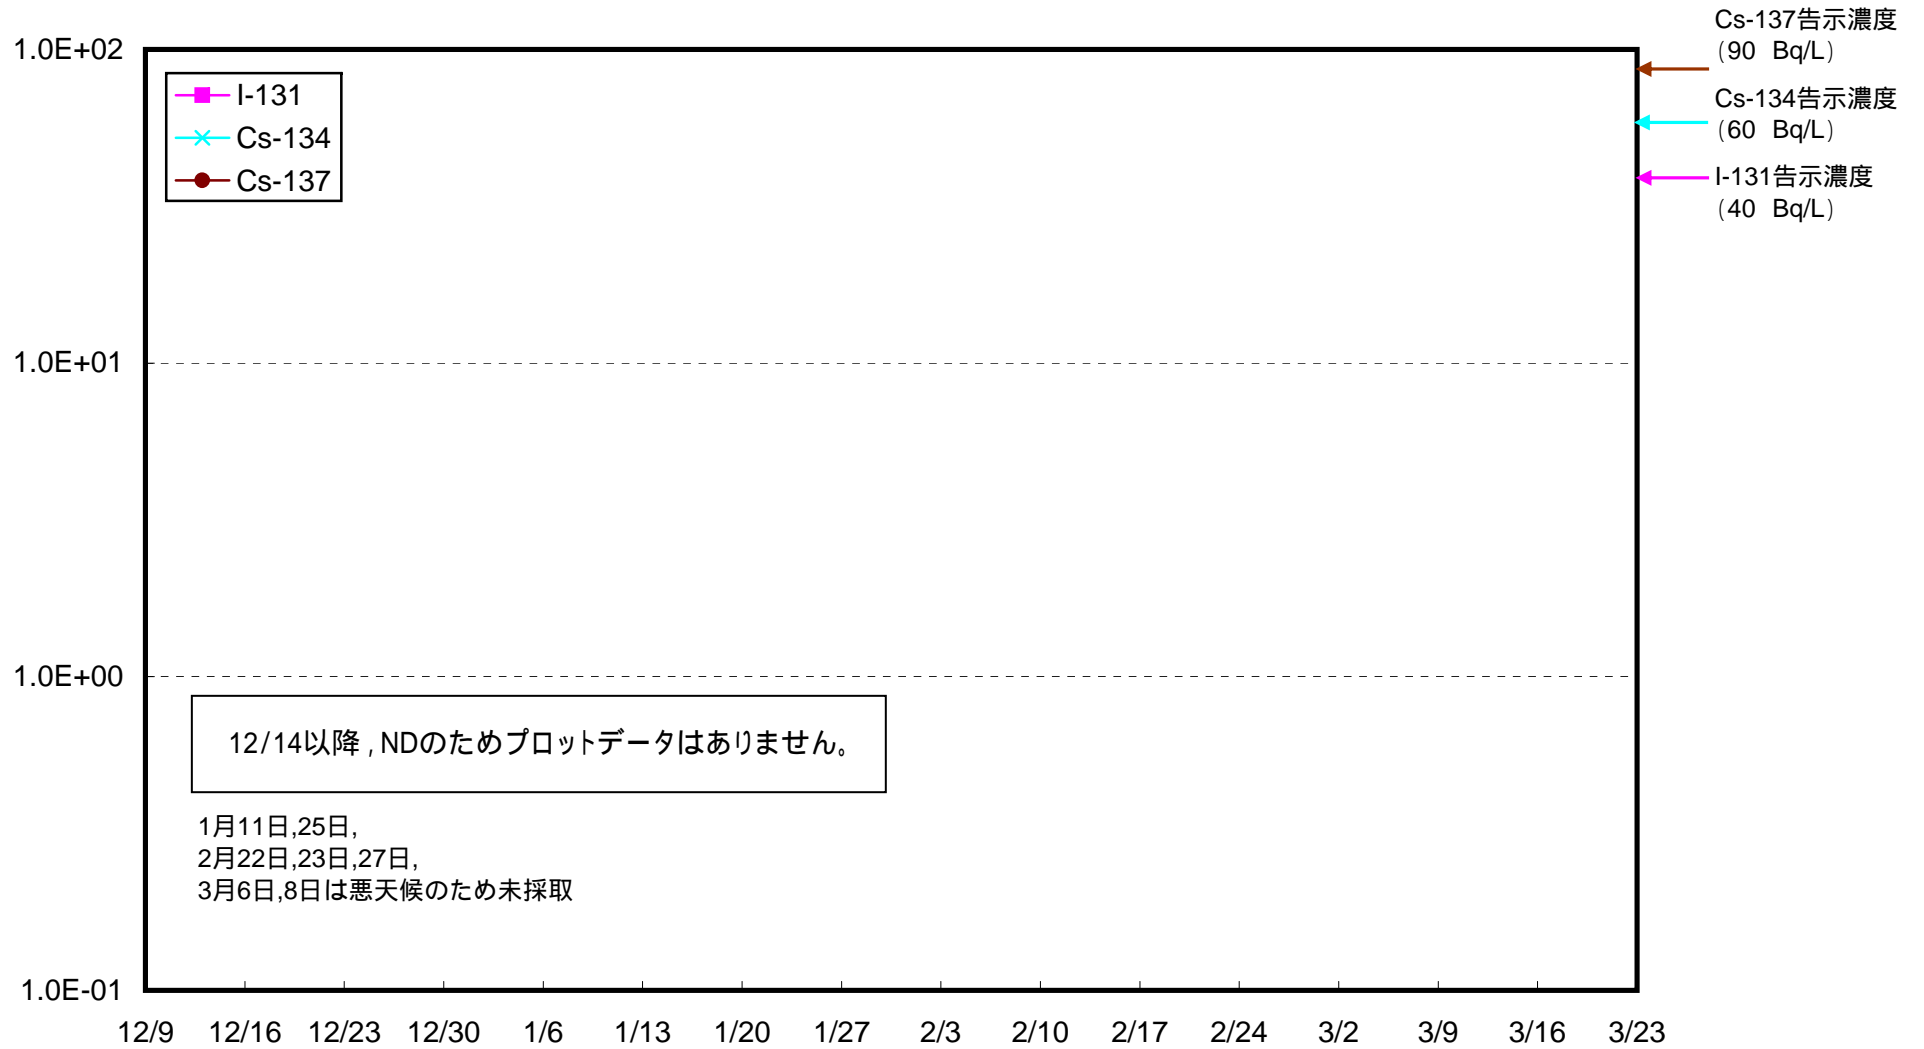 Cs-137告示濃度
(90 Bq/L)
Cs-134告示濃度
(60 Bq/L)
I-131告示濃度
(40 Bq/L)
1.0E+02
1.0E+01
1.0E+00
1.0E-01
I-131
Cs-134
Cs-137
12/14以降,NDのためプロットデータはありません。
1月11日,25日,
2月22日,23日,27日,
3月6日,8日は悪天候のため未採取
12/9 12/16 12/23 12/30 1/6 1/13 1/20 1/27 2/3 2/10 2/17 2/24 3/2 3/9 3/16 3/23